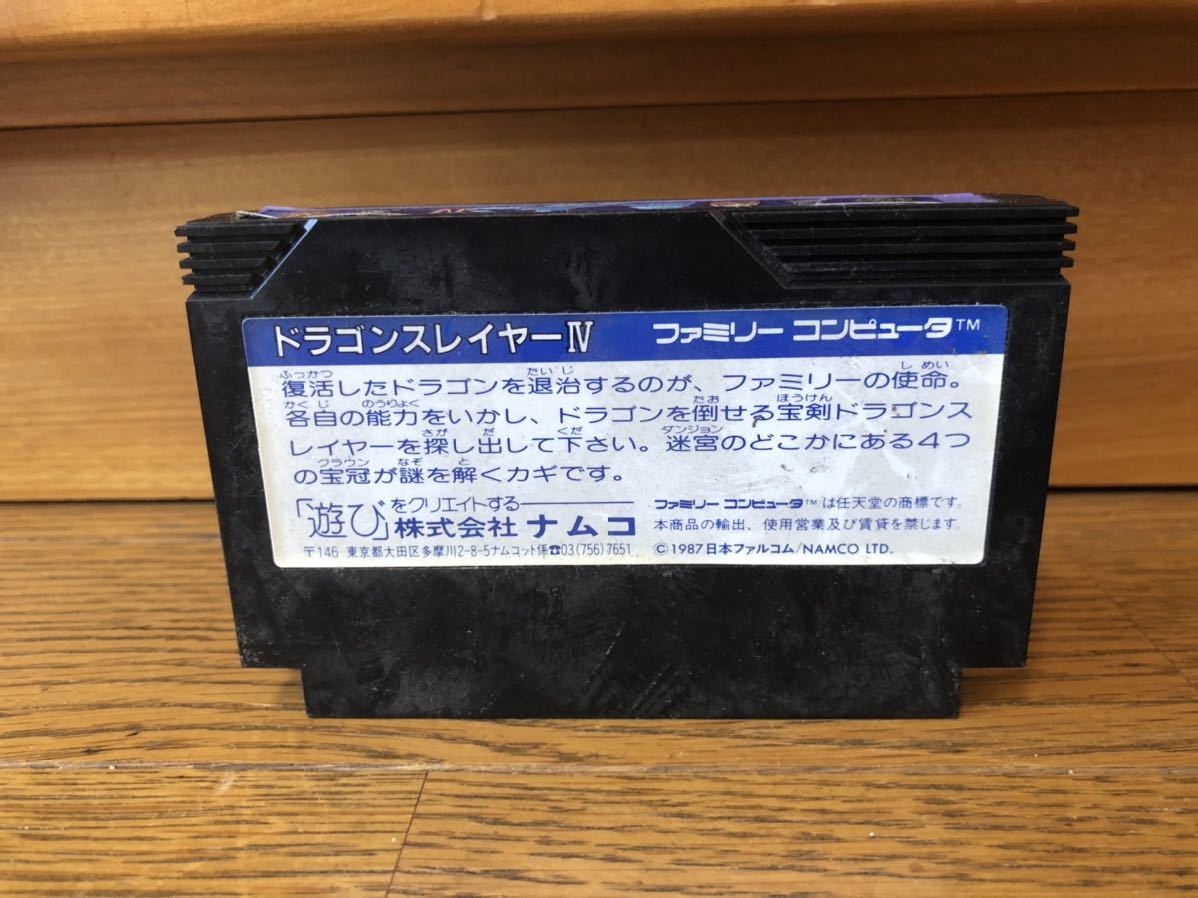 ドラゴンスレイヤーⅣ ファミリー コンピュータ™
ふっかつ たいじ しめい
復活したドラゴンを退治するのが、ファミリーの使命。
かくじ のうりょく たお ほうけん
各自の能力をいかし、ドラゴンを倒せる宝剣ドラゴンス
さが だ くだ ダンジョン
レイヤーを探し出して下さい。迷宮のどこかにある4つ
クラウン なぞ と
の宝冠が謎を解くカギです。
「遊び」をクリエイトする
株式会社 ナムコ
〒146 東京都大田区多摩川2-8-5ナムコット係☎03(756)7651
ファミリー コンピュータ™は任天堂の商標です。
本商品の輸出、使用営業及び賃貸を禁じます。
©1987日本ファルコム/NAMCO LTD.